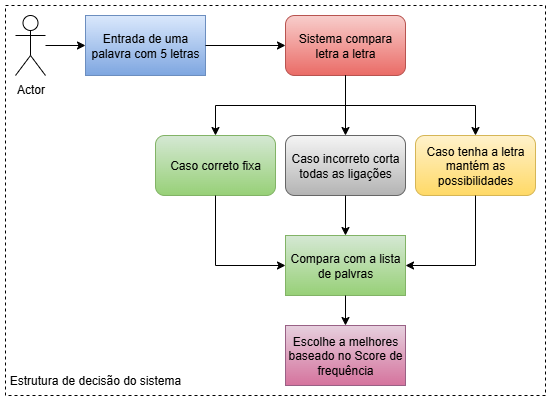 Actor
Entrada de uma
palavra com 5 letras
Sistema compara
letra a letra
Caso correto fixa
Caso incorreto corta
todas as ligações
Caso tenha a letra
mantém as
possibilidades
Compara com a lista
de palvras
Escolhe a melhores
baseado no Score de
frequência
Estrutura de decisão do sistema